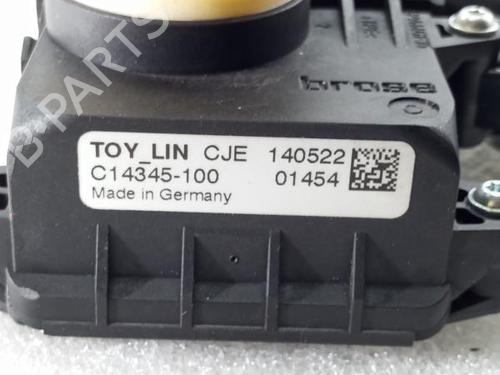 brose
TOY_LIN CJE 140522
C14345-100 01454
Made in Germany
B-PARTS